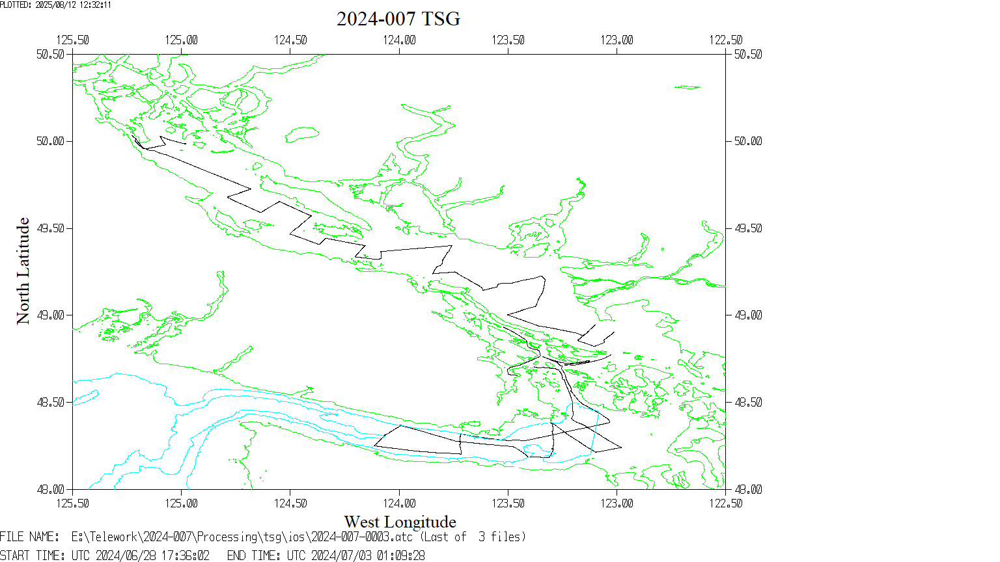 PLOTTED: 2025/08/12 12:32:11
2024-007 TSG
125.50 125.00 124.50 124.00 123.50 123.00 122.50
50.50 50.50
50.00 50.00
49.50 49.50
49.00 49.00
48.50 48.50
48.00 48.00
North Latitude
125.50 125.00 124.50 124.00 123.50 123.00 122.50
West Longitude
FILE NAME: E:\Telework\2024-007\Processing\tsg\ios\2024-007-0003.atc (Last of 3 files)
START TIME: UTC 2024/06/28 17:36:02 END TIME: UTC 2024/07/03 01:09:28